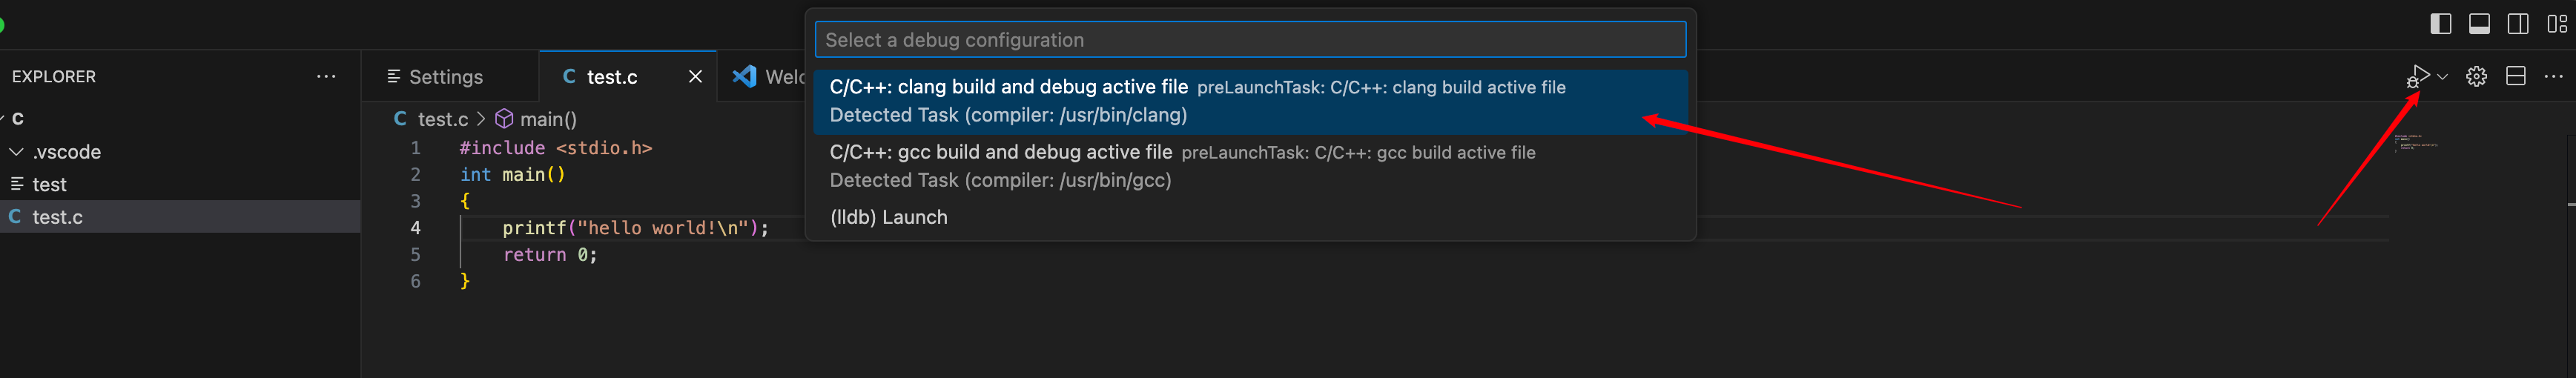 Select a debug configuration
C/C++: clang build and debug active file preLaunchTask: C/C++: clang build active file
Detected Task (compiler: /usr/bin/clang)
C/C++: gcc build and debug active file preLaunchTask: C/C++: gcc build active file
Detected Task (compiler: /usr/bin/gcc)
(lldb) Launch
EXPLORER ···
C
.vscode
test
C test.c
Settings
C test.c
C test.c > main()
1 #include <stdio.h>
2 int main()
3 {
4 printf("hello world!\n");
5 return 0;
6 }